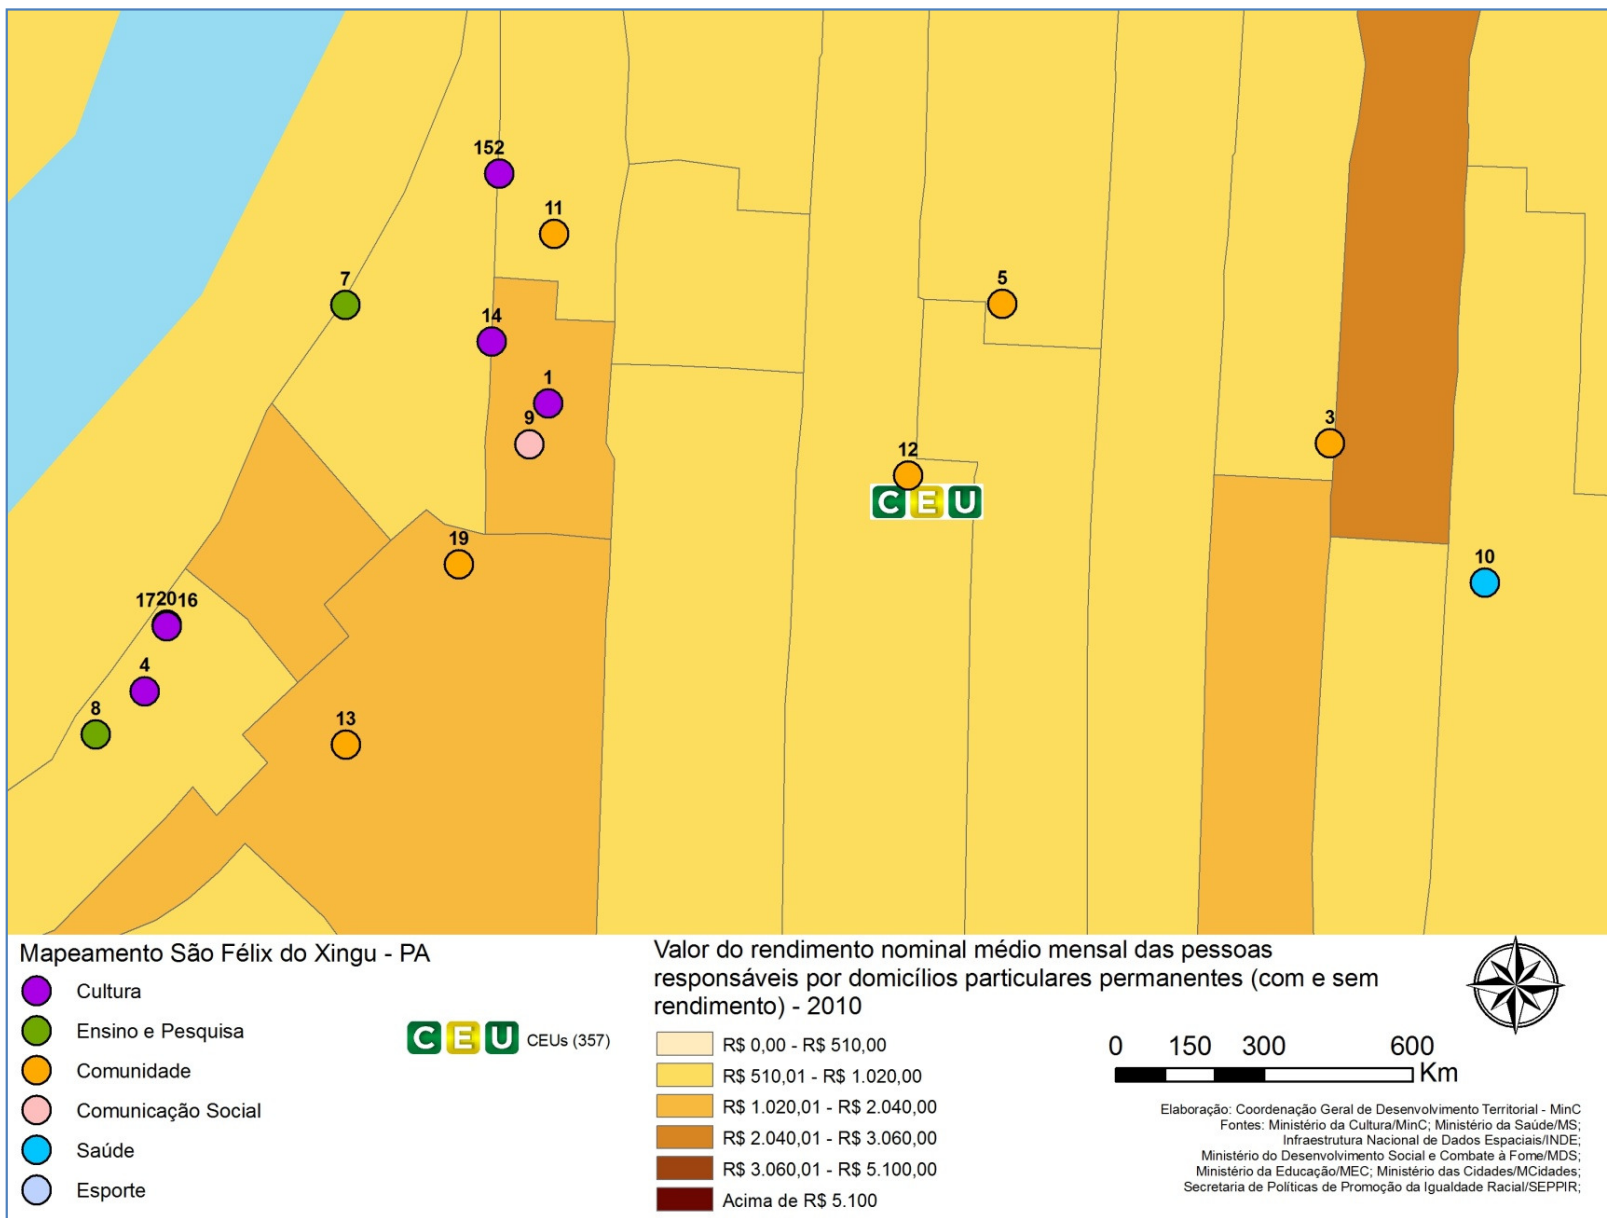 152
11
7
5
14
1
9
3
12
CEU
19
10
17 20 16
4
8
13
Mapeamento São Félix do Xingu - PA
Cultura
Ensino e Pesquisa
Comunidade
Comunicação Social
Saúde
Esporte
CEU CEUs (357)
Valor do rendimento nominal médio mensal das pessoas
responsáveis por domicílios particulares permanentes (com e sem
rendimento) - 2010
R$ 0,00 - R$ 510,00
R$ 510,01 - R$ 1.020,00
R$ 1.020,01 - R$ 2.040,00
R$ 2.040,01 - R$ 3.060,00
R$ 3.060,01 - R$ 5.100,00
Acima de R$ 5.100
0 150 300 600
Km
Elaboração: Coordenação Geral de Desenvolvimento Territorial - MinC
Fontes: Ministério da Cultura/MinC; Ministério da Saúde/MS;
Infraestrutura Nacional de Dados Espaciais/INDE;
Ministério do Desenvolvimento Social e Combate à Fome/MDS;
Ministério da Educação/MEC; Ministério das Cidades/MCidades;
Secretaria de Políticas de Promoção da Igualdade Racial/SEPPIR;